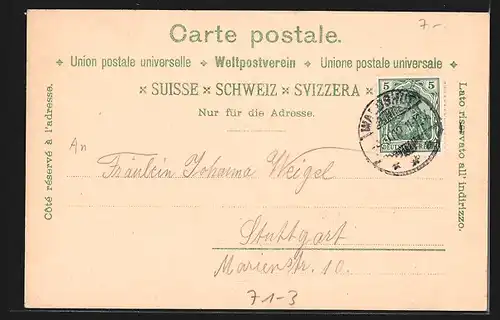 7.-
Carte postale.
Union postale universelle ✦ Weltpostverein ✦ Unione postale universale
× SUISSE × SCHWEIZ × SVIZZERA ×
Nur für die Adresse.
Côté réservé à l'adresse.
Lato riservato all' indirizzo.
5 5
WALDSHUT
An
Fräulein Johanna Weigel
Stuttgart
Marienstr. 10.
71-3